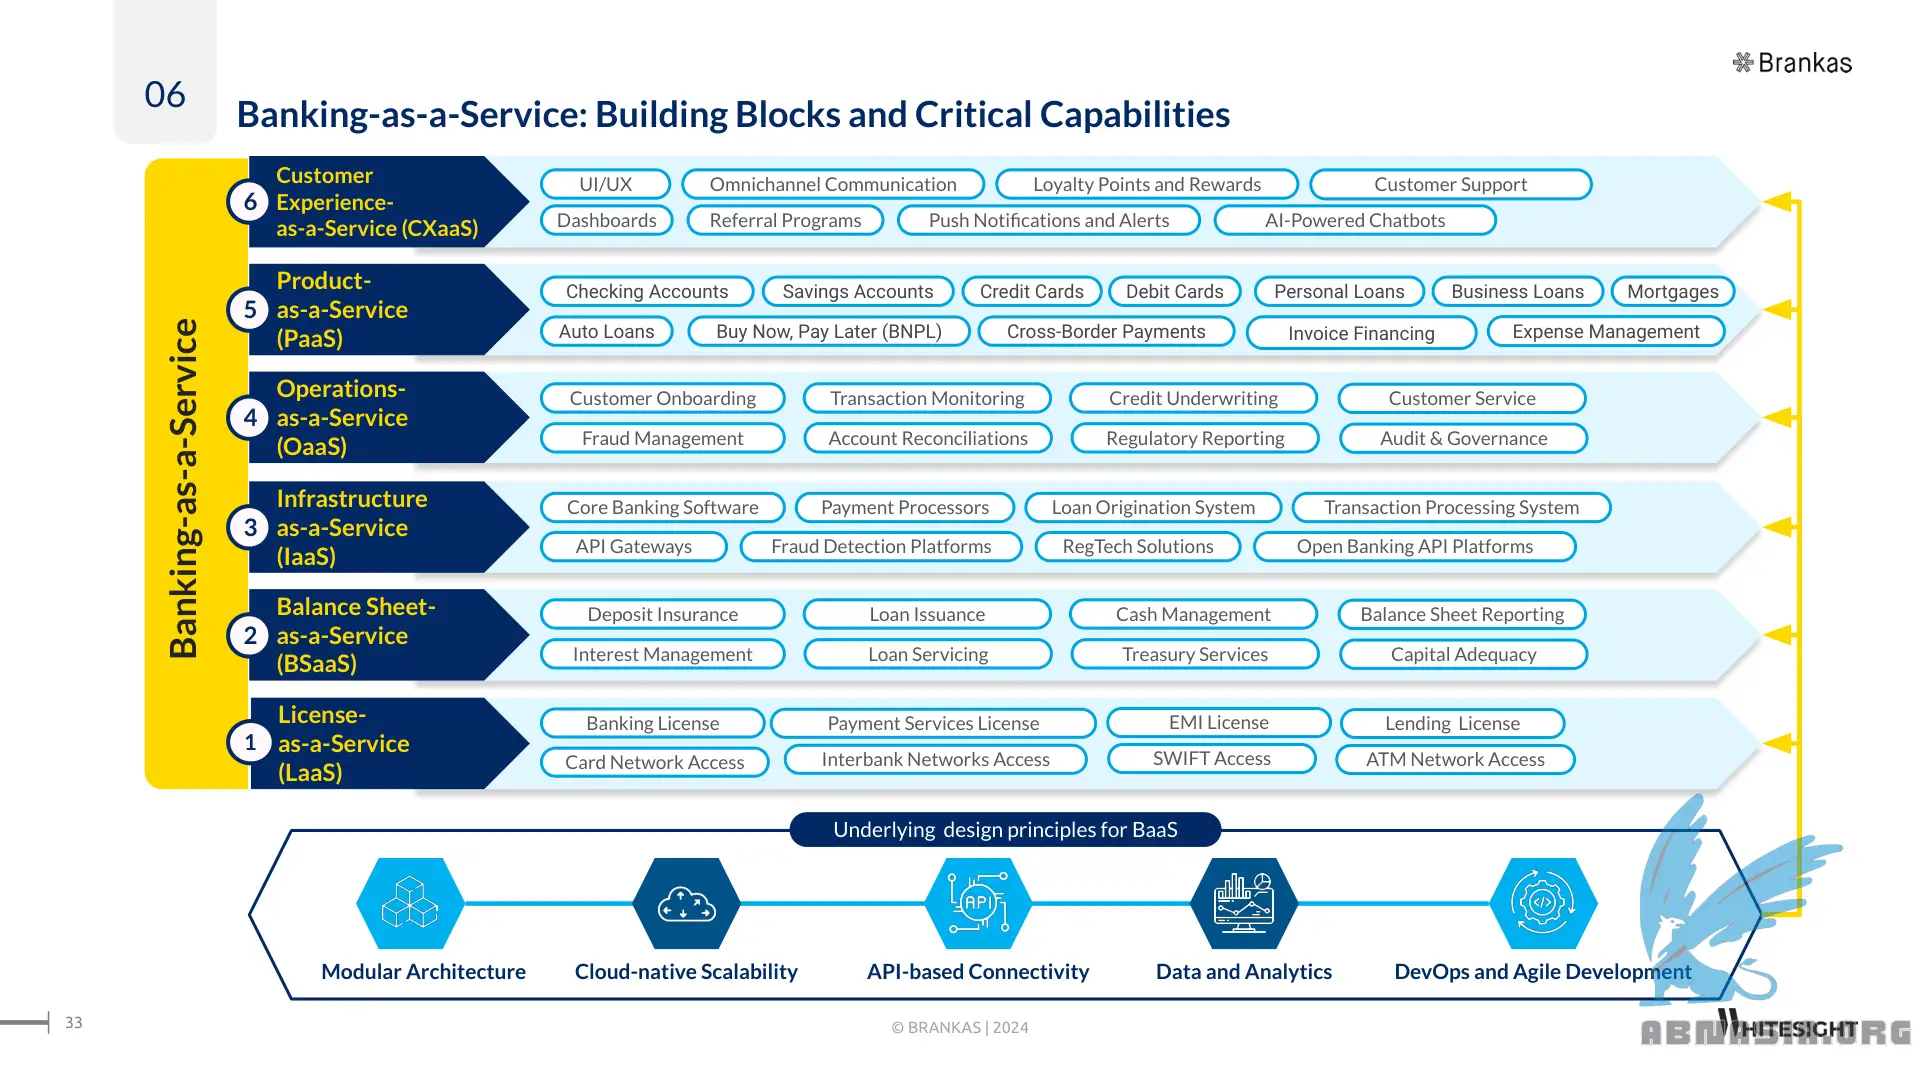 06
Brankas
Banking-as-a-Service: Building Blocks and Critical Capabilities
Banking-as-a-Service
6
Customer
Experience-
as-a-Service (CXaaS)
UI/UX
Omnichannel Communication
Loyalty Points and Rewards
Customer Support
Dashboards
Referral Programs
Push Notifications and Alerts
AI-Powered Chatbots
5
Product-
as-a-Service
(PaaS)
Checking Accounts
Savings Accounts
Credit Cards
Debit Cards
Personal Loans
Business Loans
Mortgages
Auto Loans
Buy Now, Pay Later (BNPL)
Cross-Border Payments
Invoice Financing
Expense Management
4
Operations-
as-a-Service
(OaaS)
Customer Onboarding
Transaction Monitoring
Credit Underwriting
Customer Service
Fraud Management
Account Reconciliations
Regulatory Reporting
Audit & Governance
3
Infrastructure
as-a-Service
(IaaS)
Core Banking Software
Payment Processors
Loan Origination System
Transaction Processing System
API Gateways
Fraud Detection Platforms
RegTech Solutions
Open Banking API Platforms
2
Balance Sheet-
as-a-Service
(BSaaS)
Deposit Insurance
Loan Issuance
Cash Management
Balance Sheet Reporting
Interest Management
Loan Servicing
Treasury Services
Capital Adequacy
1
License-
as-a-Service
(LaaS)
Banking License
Payment Services License
EMI License
Lending License
Card Network Access
Interbank Networks Access
SWIFT Access
ATM Network Access
Underlying design principles for BaaS
API
Modular Architecture
Cloud-native Scalability
API-based Connectivity
Data and Analytics
DevOps and Agile Development
33
© BRANKAS | 2024
WHITESIGHT
ABNASIA.ORG